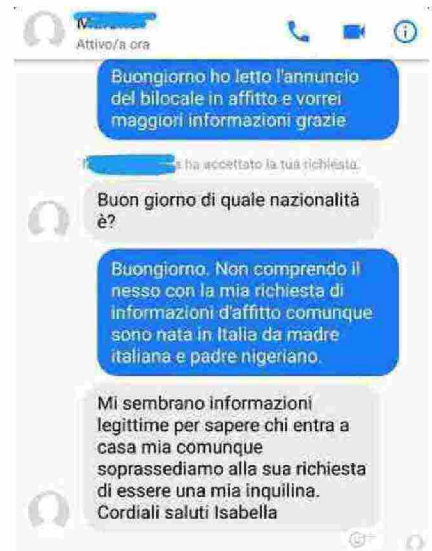 Attivo/a ora
Buongiorno ho letto l'annuncio
del bilocale in affitto e vorrei
maggiori informazioni grazie
ha accettato la tua richiesta.
Buon giorno di quale nazionalità
è?
Buongiorno. Non comprendo il
nesso con la mia richiesta di
informazioni d'affitto comunque
sono nata in Italia da madre
italiana e padre nigeriano.
Mi sembrano informazioni
legittime per sapere chi entra a
casa mia comunque
soprassediamo alla sua richiesta
di essere una mia inquilina.
Cordiali saluti Isabella